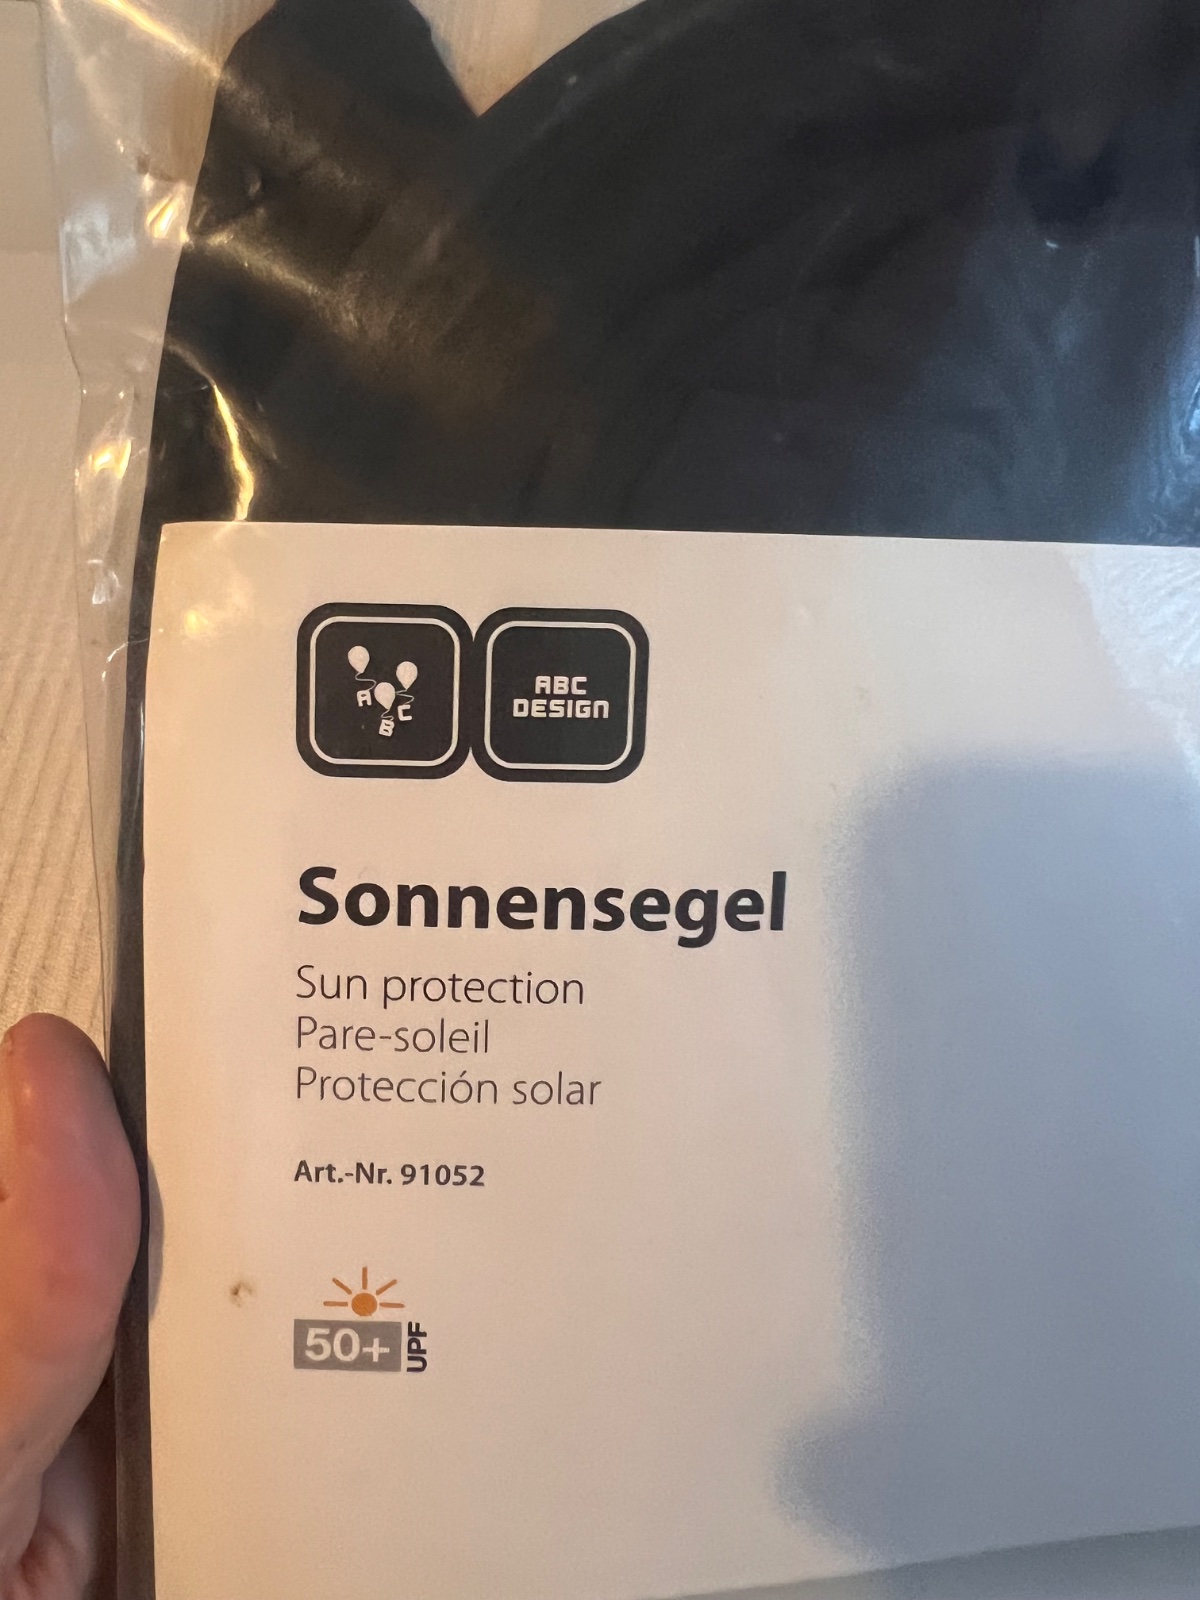 A
B
C
ABC
DESIGN
Sonnensegel
Sun protection
Pare-soleil
Protección solar
Art.-Nr. 91052
50+
UPF